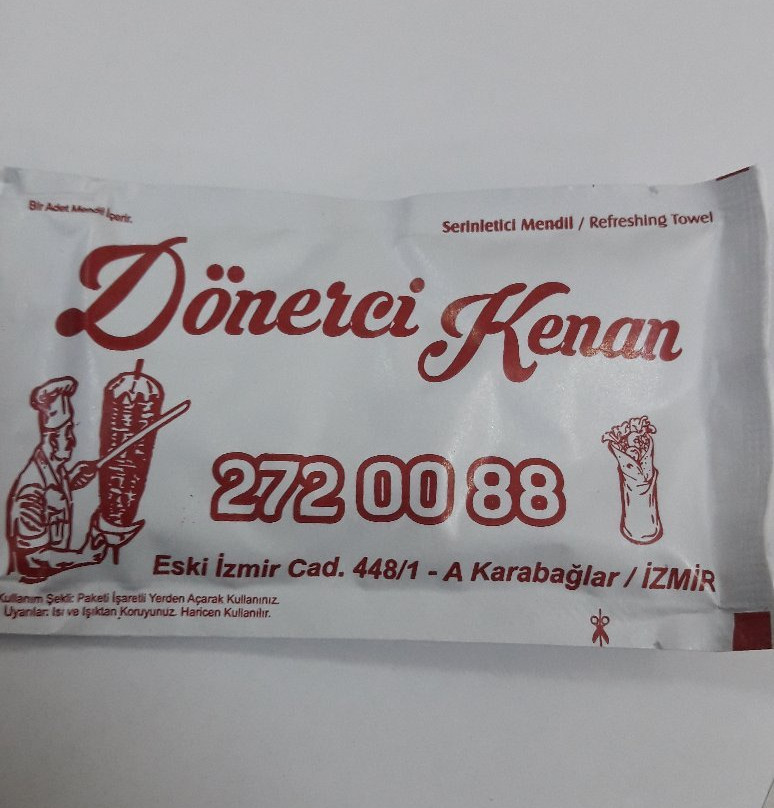 Bir Adet Mendil İçerir.
Serinletici Mendil / Refreshing Towel
Dönerci Kenan
272 00 88
Eski İzmir Cad. 448/1 - A Karabağlar / İZMİR
Kullanım Şekli: Paketi İşaretli Yerden Açarak Kullanınız.
Uyarılar: Isı ve Işıktan Koruyunuz. Haricen Kullanılır.